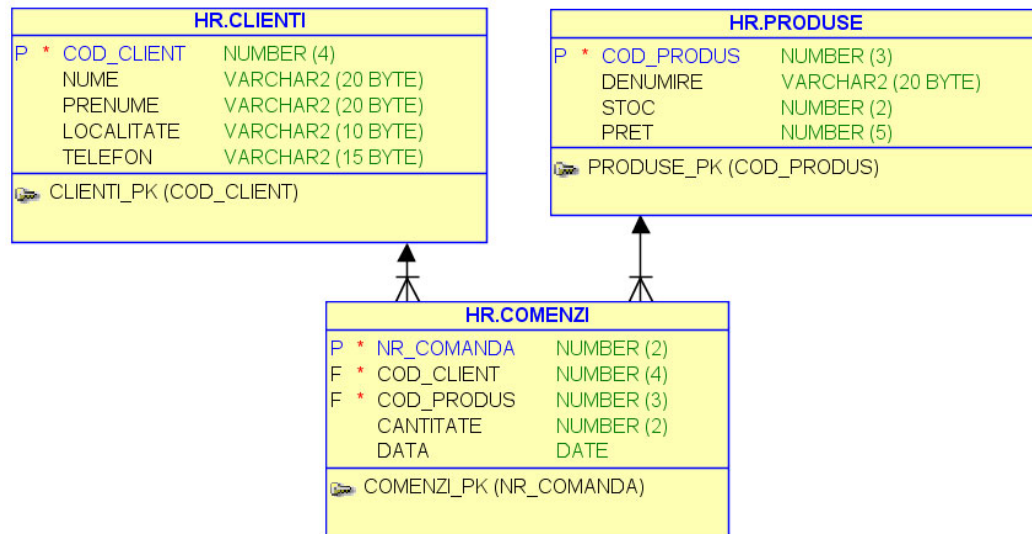 HR.CLIENTI
P * COD_CLIENT NUMBER (4)
NUME VARCHAR2 (20 BYTE)
PRENUME VARCHAR2 (20 BYTE)
LOCALITATE VARCHAR2 (10 BYTE)
TELEFON VARCHAR2 (15 BYTE)
CLIENTI_PK (COD_CLIENT)
HR.PRODUSE
P * COD_PRODUS NUMBER (3)
DENUMIRE VARCHAR2 (20 BYTE)
STOC NUMBER (2)
PRET NUMBER (5)
PRODUSE_PK (COD_PRODUS)
HR.COMENZI
P * NR_COMANDA NUMBER (2)
F * COD_CLIENT NUMBER (4)
F * COD_PRODUS NUMBER (3)
CANTITATE NUMBER (2)
DATA DATE
COMENZI_PK (NR_COMANDA)